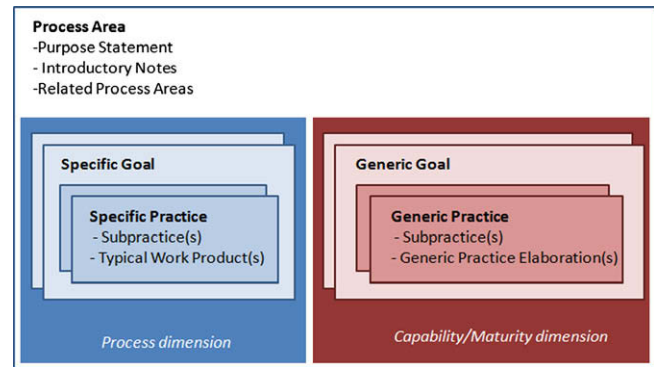 Process Area
-Purpose Statement
- Introductory Notes
-Related Process Areas
Specific Goal
Specific Practice
- Subpractice(s)
- Typical Work Product(s)
Process dimension
Generic Goal
Generic Practice
- Subpractice(s)
- Generic Practice Elaboration(s)
Capability/Maturity dimension